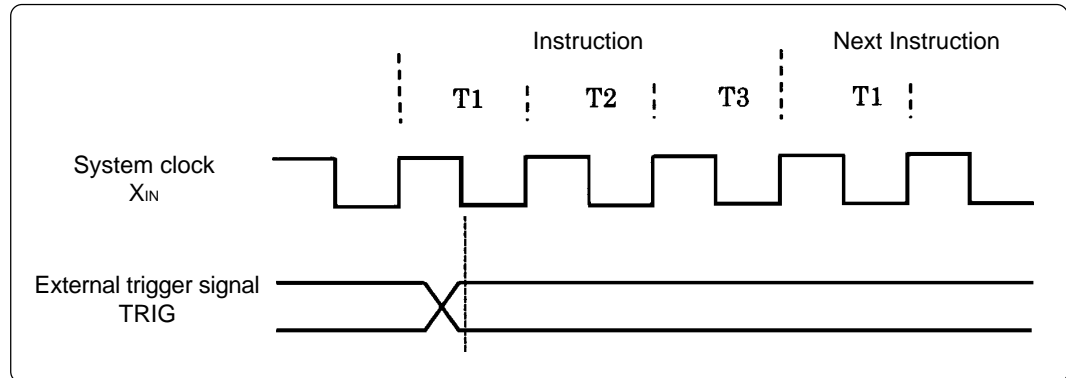 Instruction Next Instruction
T1 T2 T3 T1
System clock
XIN
External trigger signal
TRIG